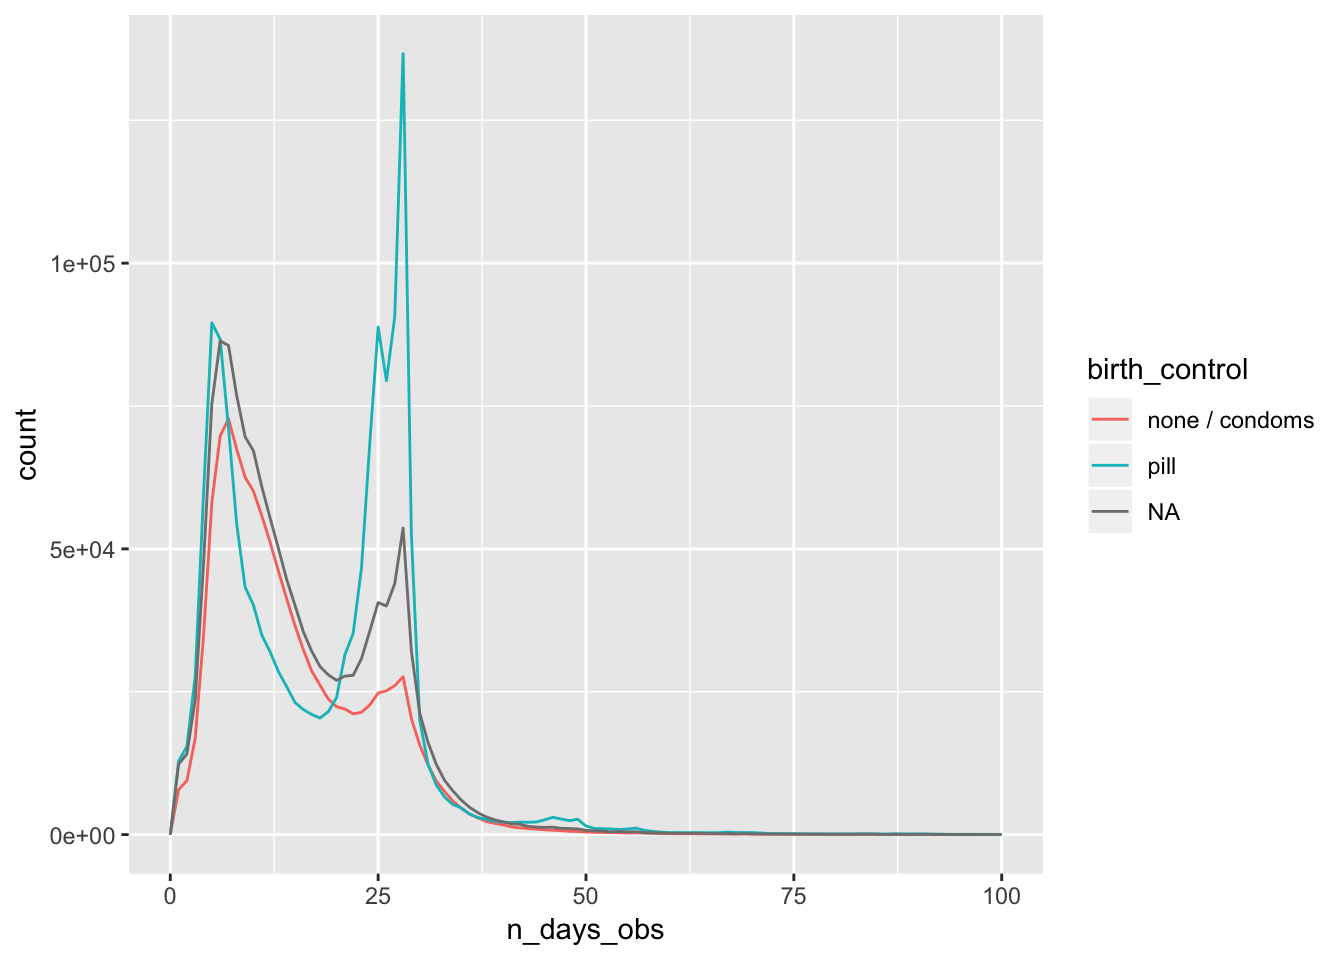 1e+05
5e+04
0e+00
count
0
25
50
75
100
n_days_obs
birth_control
none / condoms
pill
NA